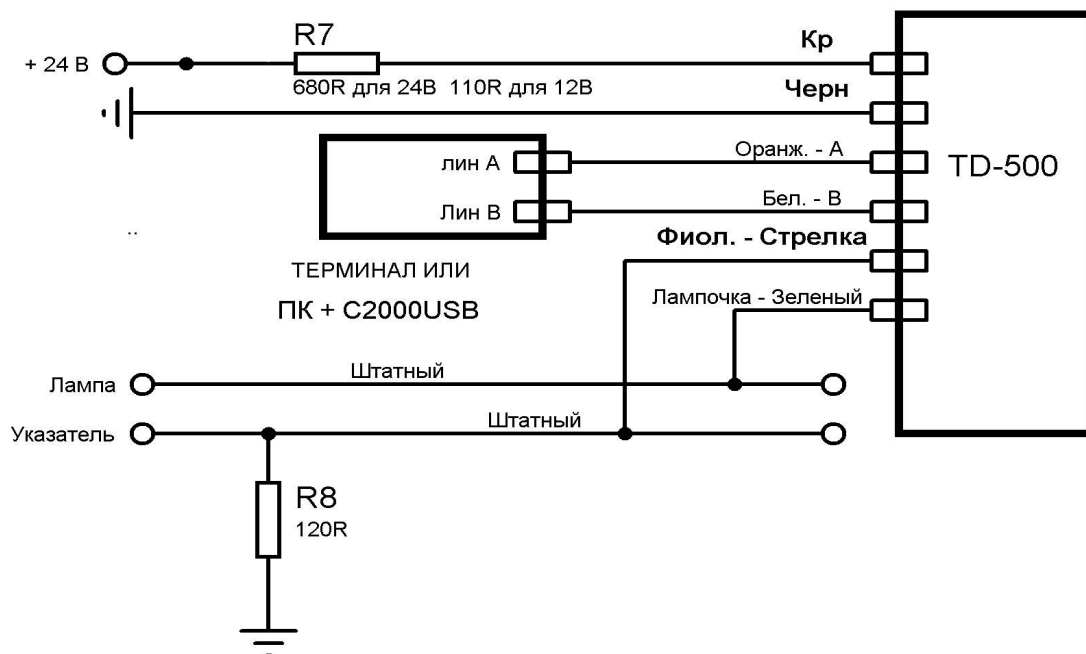 R7
Кр
+ 24 В
680R для 24В 110R для 12В
Черн
лин А
Оранж. - А
TD-500
Лин В
Бел. - В
..
Фиол. - Стрелка
ТЕРМИНАЛ ИЛИ
Лампочка - Зеленый
ПК + С2000USB
Лампа
Штатный
Указатель
Штатный
R8
120R